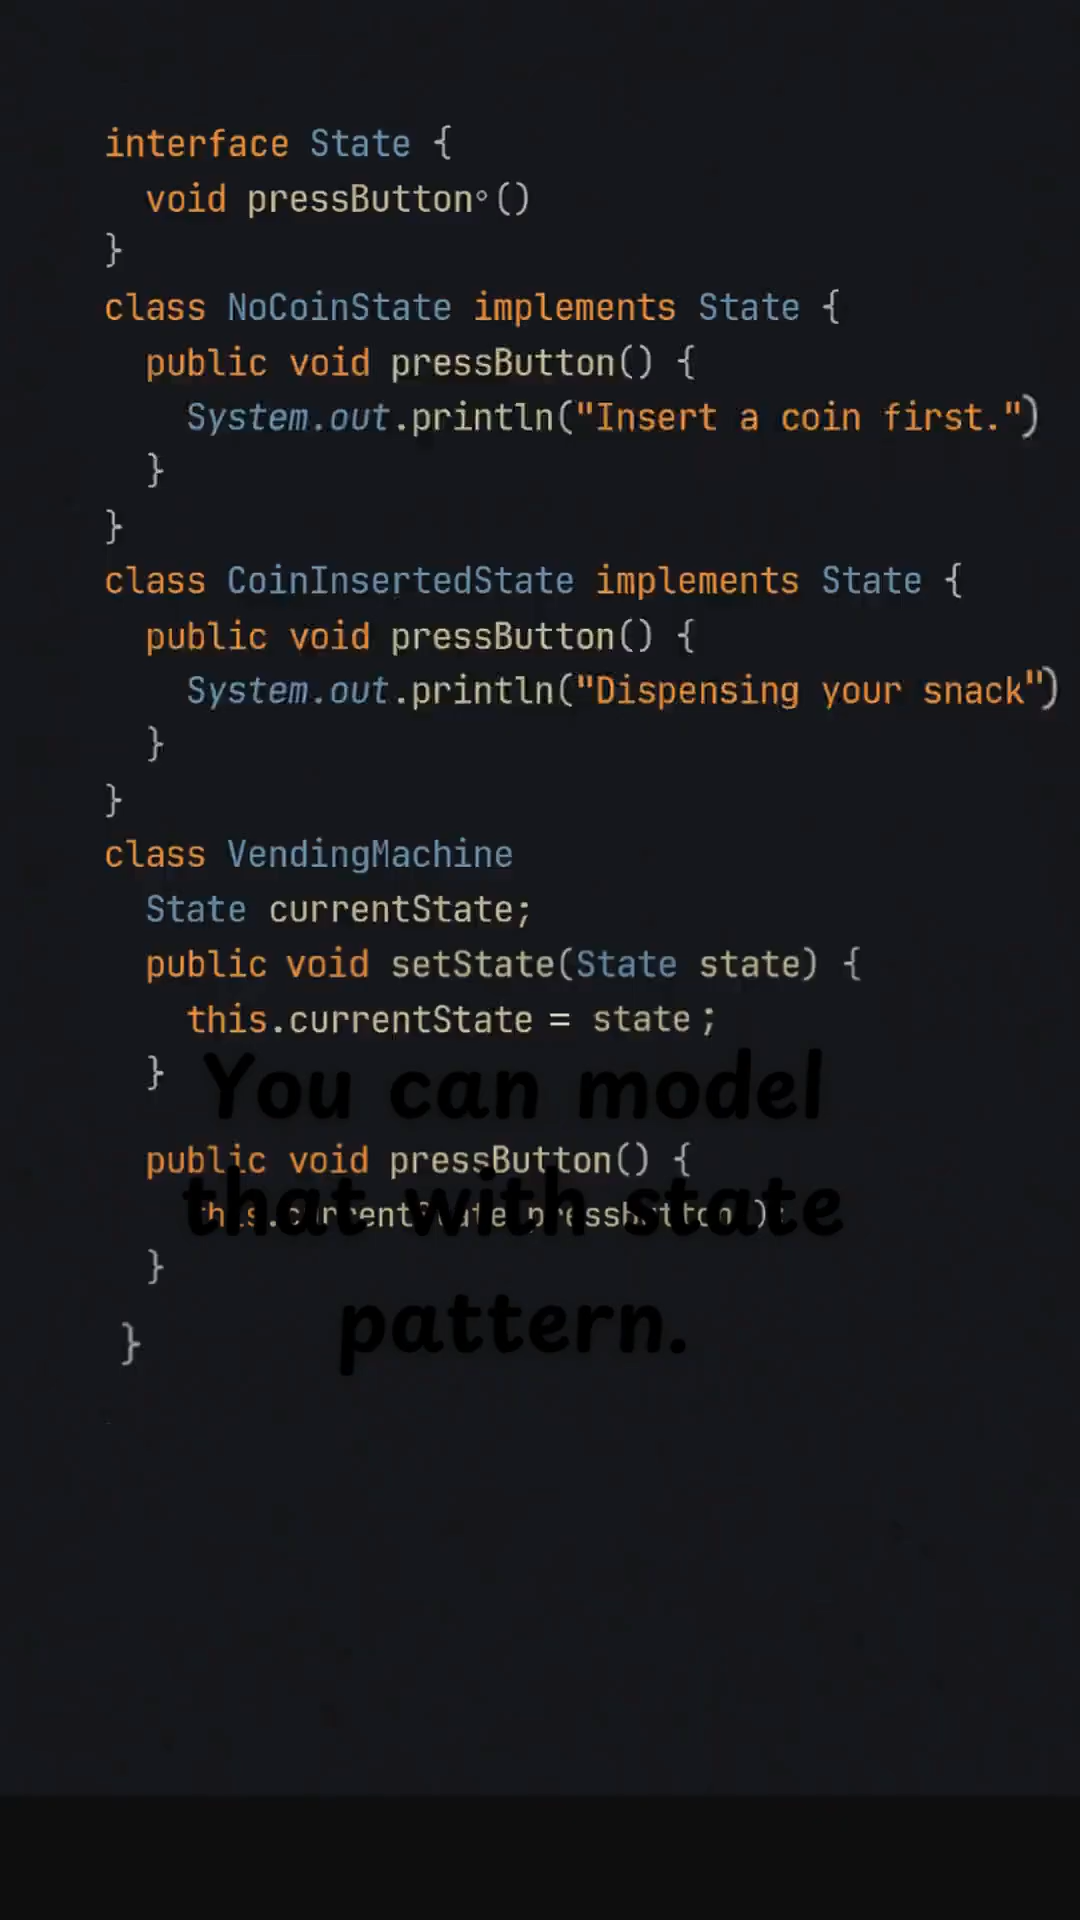 interface State {
void pressButton°()
}
class NoCoinState implements State {
public void pressButton() {
System.out.println("Insert a coin first.")
}
}
class CoinInsertedState implements State {
public void pressButton() {
System.out.println("Dispensing your snack")
}
}
class VendingMachine
State currentState;
public void setState(State state) {
this.currentState = state;
}
You can model
public void pressButton() {
that with state
this.currentState
}
pattern.
}